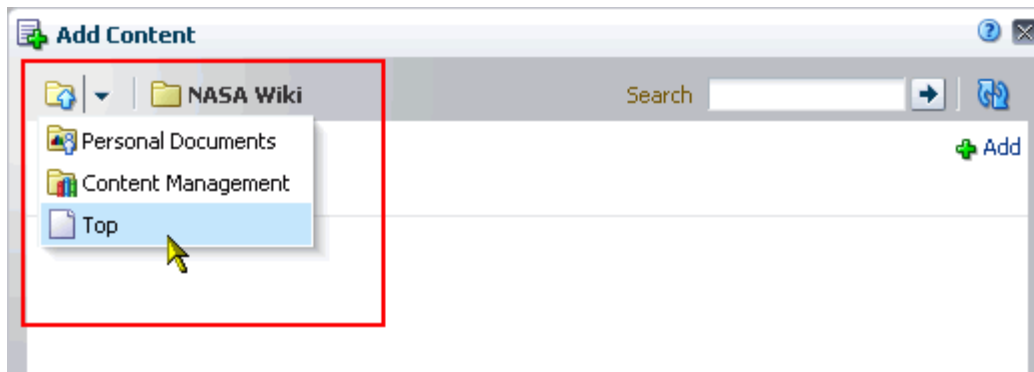 Add Content
NASA Wiki Search
Personal Documents
Add
Content Management
Top